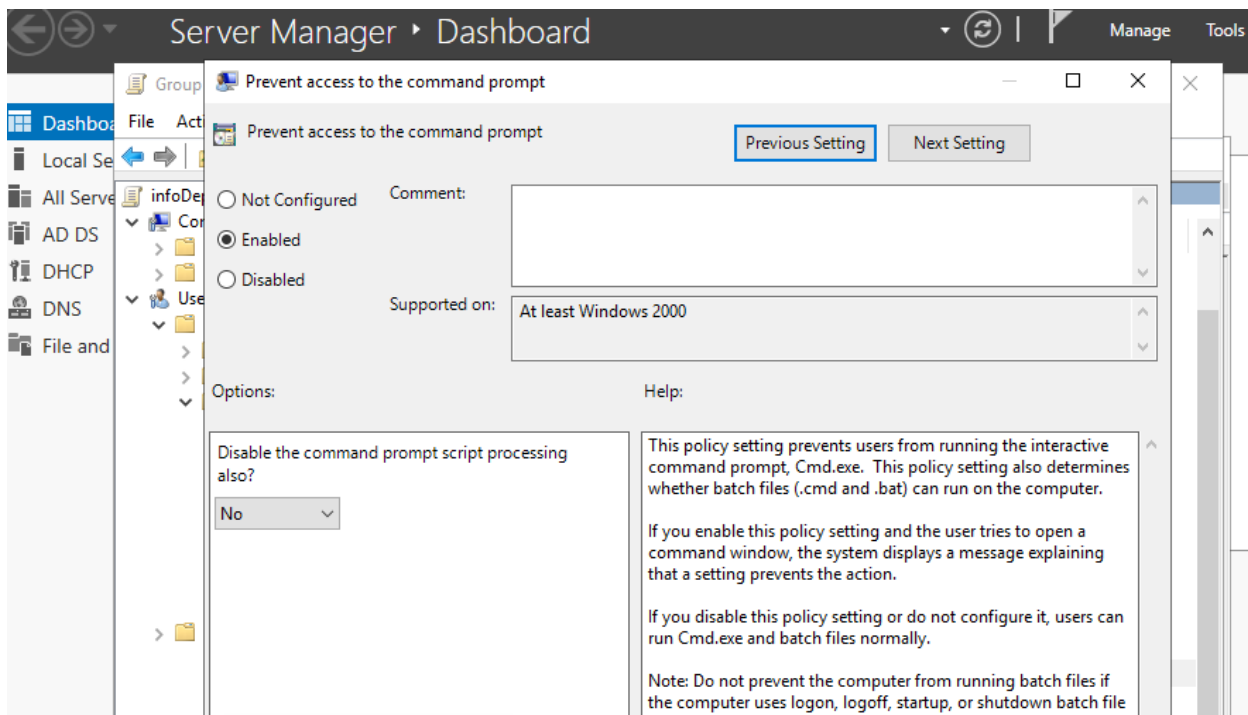 Server Manager ‣ Dashboard
Manage
Tools
Group
Prevent access to the command prompt
File
Prevent access to the command prompt
Previous Setting
Next Setting
Local Se
All Serve
AD DS
DHCP
DNS
File and
infoDep
Not Configured
Enabled
Disabled
Comment:
Supported on:
At least Windows 2000
Options:
Help:
Disable the command prompt script processing
also?
No
This policy setting prevents users from running the interactive
command prompt, Cmd.exe. This policy setting also determines
whether batch files (.cmd and .bat) can run on the computer.
If you enable this policy setting and the user tries to open a
command window, the system displays a message explaining
that a setting prevents the action.
If you disable this policy setting or do not configure it, users can
run Cmd.exe and batch files normally.
Note: Do not prevent the computer from running batch files if
the computer uses logon, logoff, startup, or shutdown batch file